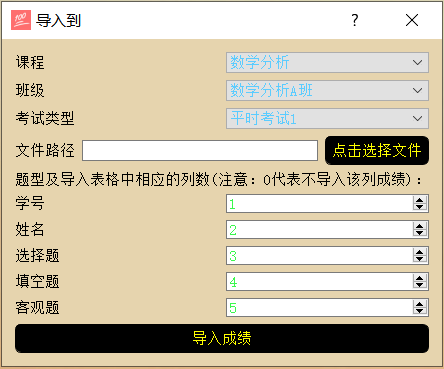 导入到
课程 数学分析
班级 数学分析A班
考试类型 平时考试1
文件路径 点击选择文件
题型及导入表格中相应的列数(注意：0代表不导入该列成绩)：
学号 1
姓名 2
选择题 3
填空题 4
客观题 5
导入成绩